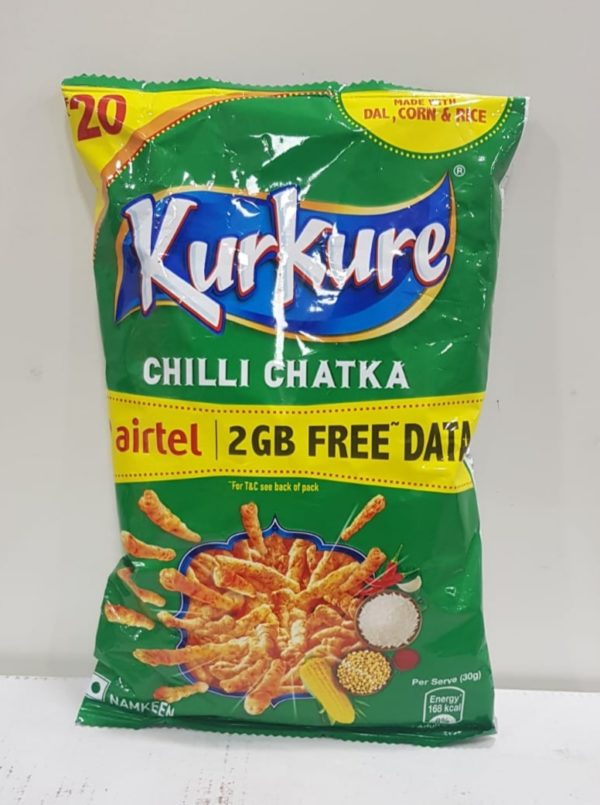 ₹20
MADE WITH
DAL, CORN & RICE
Kurkure®
CHILLI CHATKA
airtel | 2GB FREE~ DATA
~For T&C see back of pack
Per Serve (30g)
Energy*
168 kcal
NAMKEEN